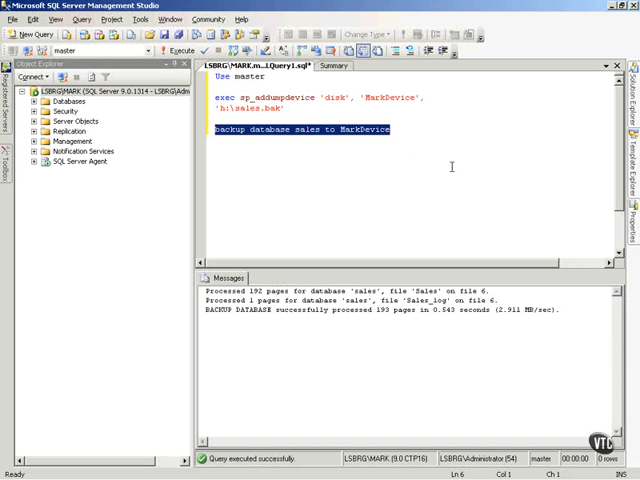 Microsoft SQL Server Management Studio
File Edit View Query Project Tools Window Community Help
New Query Change Type
master Execute
Object Explorer
Connect
LSBRG\MARK (SQL Server 9.0.1314 - LSBRG\Adm
Databases
Security
Server Objects
Replication
Management
Notification Services
SQL Server Agent
Registered Servers
Toolbox
LSBRG\MARK.m...LQuery1.sql* Summary
Use master
exec sp_addumpdevice 'disk', 'MarkDevice',
'h:\sales.bak'
backup database sales to MarkDevice
Solution Explorer
Template Explorer
Properties
Messages
Processed 192 pages for database 'sales', file 'Sales' on file 6.
Processed 1 pages for database 'sales', file 'Sales_log' on file 6.
BACKUP DATABASE successfully processed 193 pages in 0.543 seconds (2.911 MB/sec).
VTC
Query executed successfully. LSBRG\MARK (9.0 CTP16) LSBRG\Administrator (54) master 00:00:00 0 rows
Ready Ln 6 Col 1 Ch 1 INS